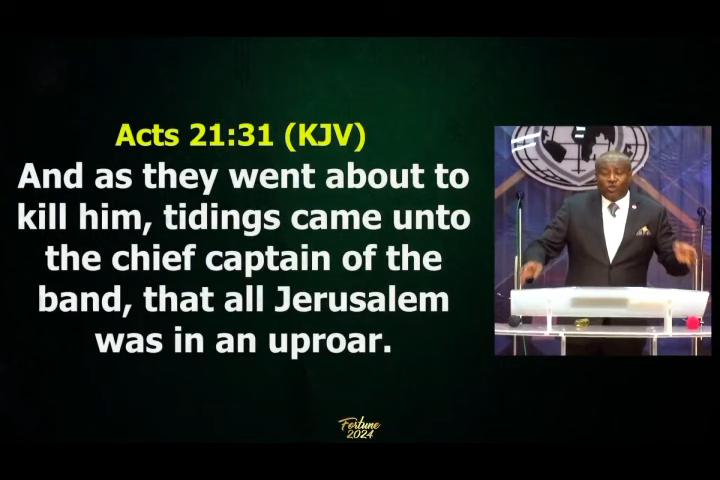 Acts 21:31 (KJV)
And as they went about to
kill him, tidings came unto
the chief captain of the
band, that all Jerusalem
was in an uproar.
Fortune
2024